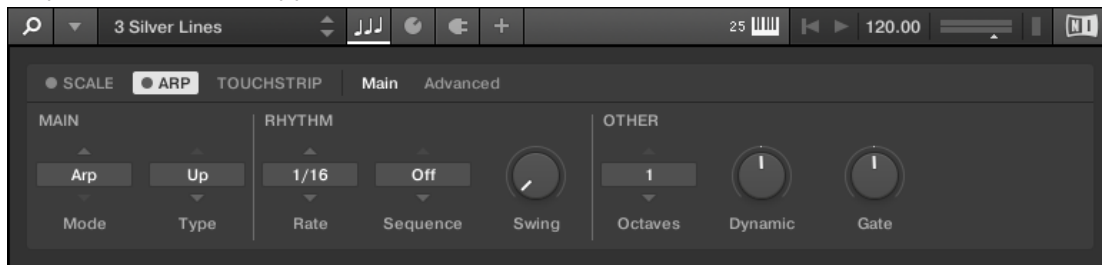 3 Silver Lines 25 120.00 NI
SCALE ARP TOUCHSTRIP Main Advanced
MAIN RHYTHM OTHER
Arp Up 1/16 Off 1
Mode Type Rate Sequence Swing Octaves Dynamic Gate